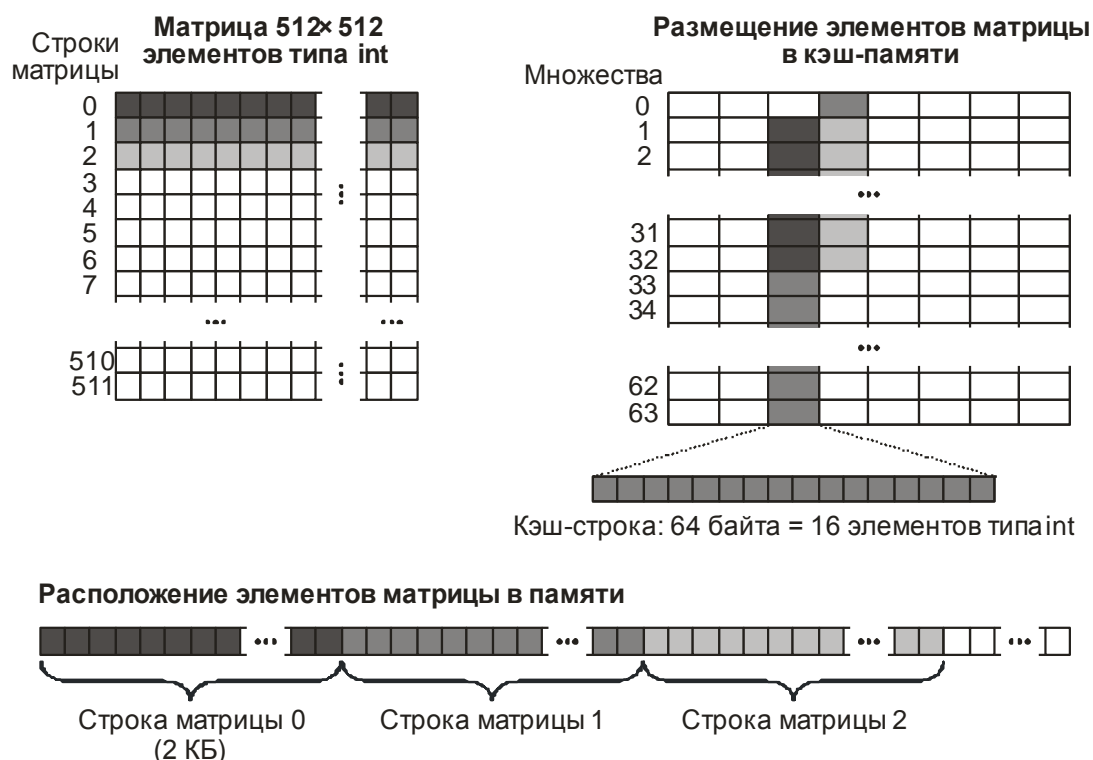 Матрица 512×512
элементов типа int
Строки
матрицы
0
1
2
3
4
5
6
7
...
...
510
511
Размещение элементов матрицы
в кэш-памяти
Множества
0
1
2
...
31
32
33
34
...
62
63
Кэш-строка: 64 байта = 16 элементов типа int
Расположение элементов матрицы в памяти
... ... ... ...
Строка матрицы 0
(2 КБ)
Строка матрицы 1
Строка матрицы 2